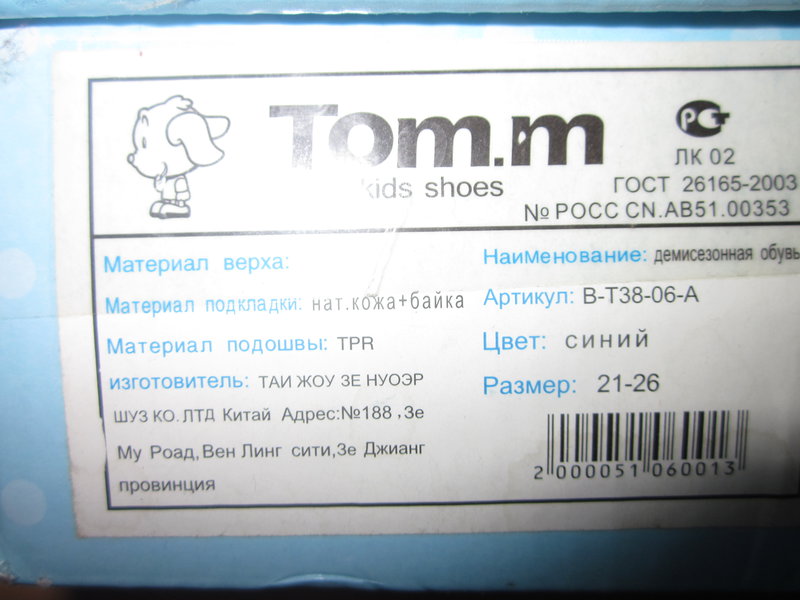 Tom.m
kids shoes
РСТ
ЛК 02
ГОСТ 26165-2003
№ РОСС CN.АВ51.00353
Материал верха:
Материал подкладки: нат.кожа+байка
Материал подошвы: TPR
изготовитель: ТАИ ЖОУ ЗЕ НУОЭР
ШУЗ КО.ЛТД Китай Адрес:№188,Зе
Му Роад,Вен Линг сити,Зе Джианг
провинция
Наименование: демисезонная обувь
Артикул: B-T38-06-A
Цвет: синий
Размер: 21-26
2 000051 060013